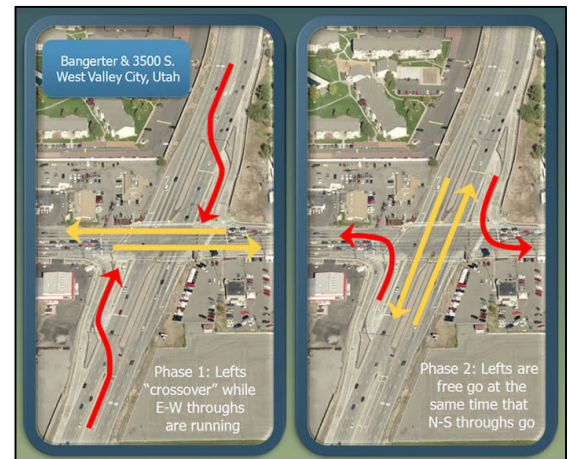 Bangerter & 3500 S.
West Valley City, Utah
Phase 1: Lefts
“crossover” while
E-W throughs
are running
Phase 2: Lefts are
free go at the
same time that
N-S throughs go